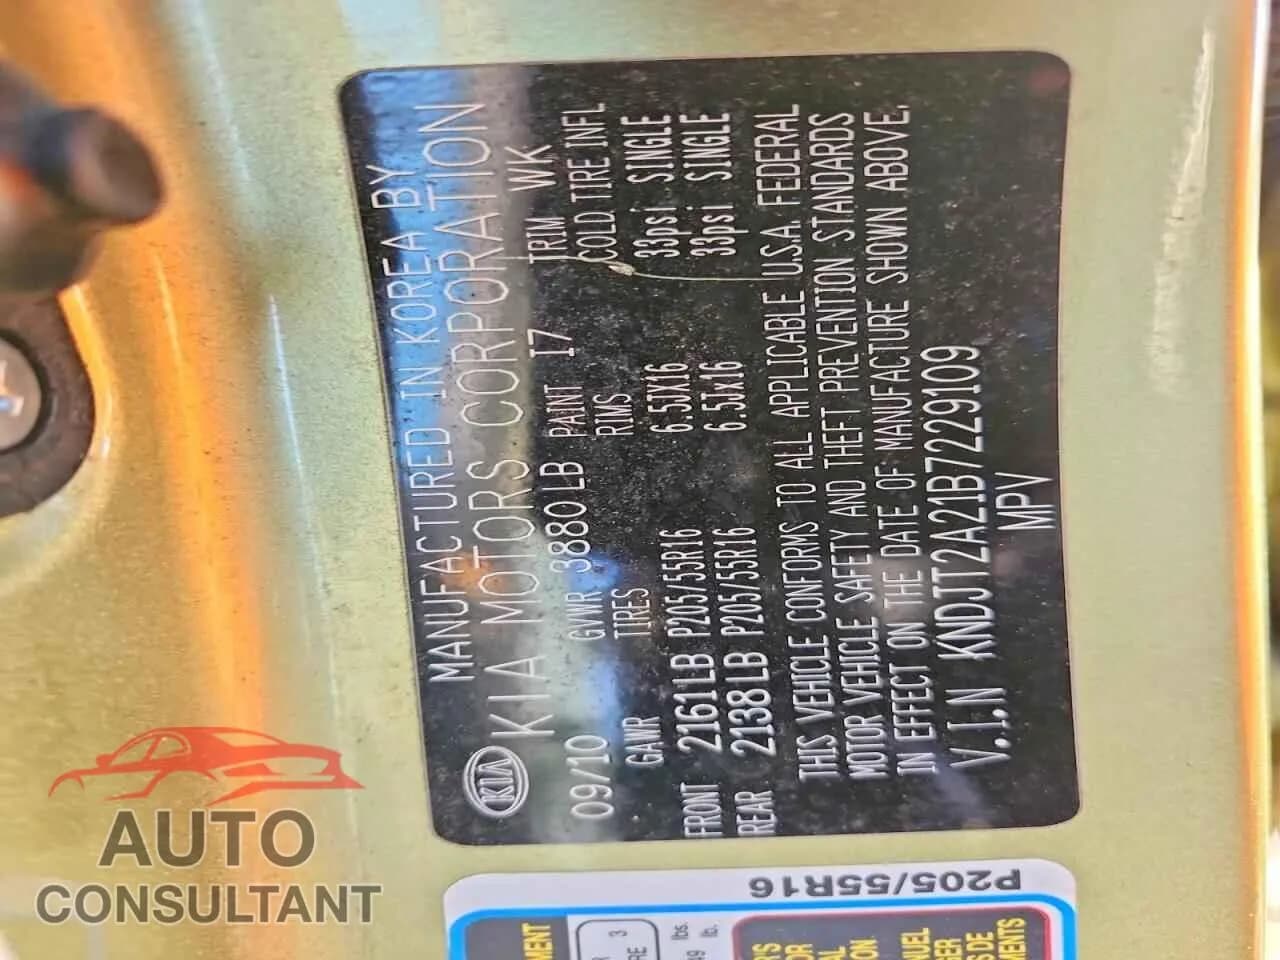 MANUFACTURED IN KOREA BY
KIA KIA MOTORS CORPORATION
09/10 GVWR 3880LB PAINT I7 TRIM WK
GAWR TIRES RIMS COLD TIRE INFL
FRONT 2161LB P205/55R16 6.5JX16 33psi SINGLE
REAR 2138LB P205/55R16 6.5Jx16 33psi SINGLE
THIS VEHICLE CONFORMS TO ALL APPLICABLE U.S.A. FEDERAL
MOTOR VEHICLE SAFETY AND THEFT PREVENTION STANDARDS
IN EFFECT ON THE DATE OF MANUFACTURE SHOWN ABOVE.
V.I.N KNDJT2A21B7229109
MPV
P205/55R16
AUTO
CONSULTANT